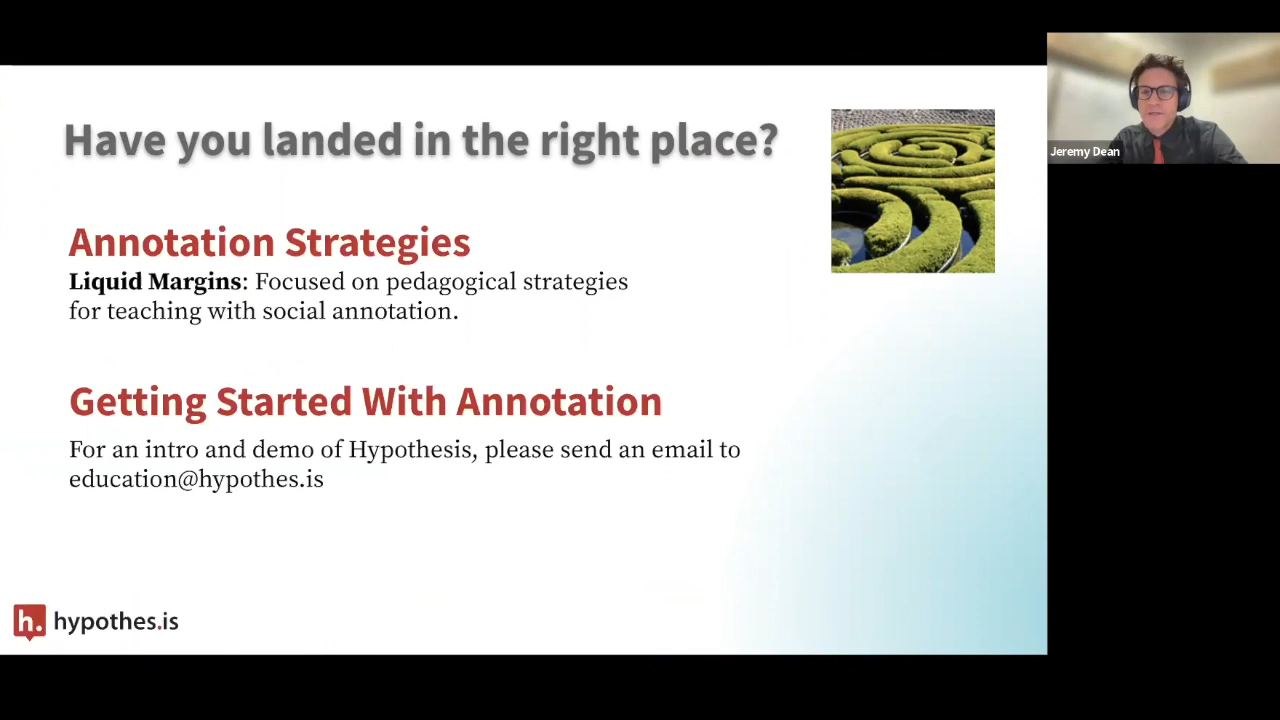 Have you landed in the right place?
Jeremy Dean
Annotation Strategies
Liquid Margins: Focused on pedagogical strategies
for teaching with social annotation.
Getting Started With Annotation
For an intro and demo of Hypothesis, please send an email to
education@hypothes.is
h. hypothes.is